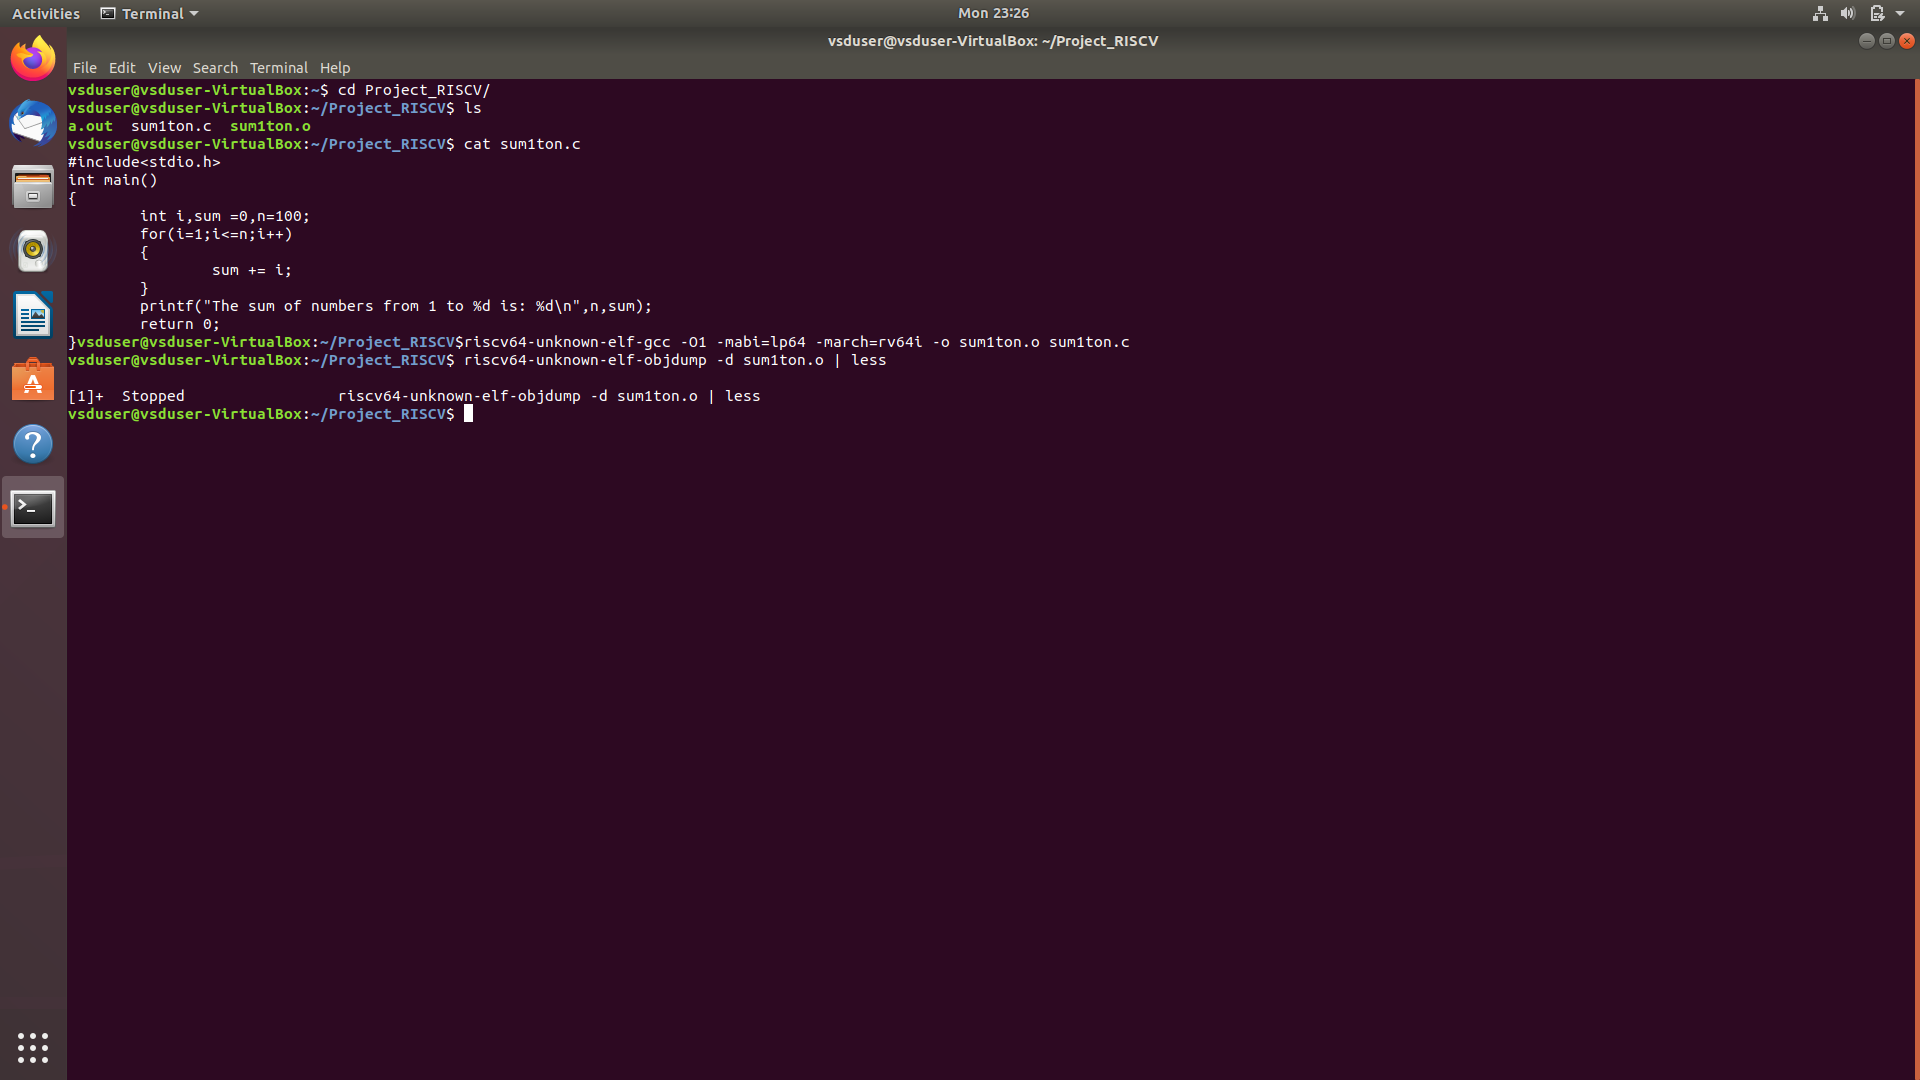 Activities Terminal Mon 23:26
vsduser@vsduser-VirtualBox: ~/Project_RISCV
File Edit View Search Terminal Help
vsduser@vsduser-VirtualBox:~$ cd Project_RISCV/
vsduser@vsduser-VirtualBox:~/Project_RISCV$ ls
a.out  sum1ton.c  sum1ton.o
vsduser@vsduser-VirtualBox:~/Project_RISCV$ cat sum1ton.c
#include<stdio.h>
int main()
{
        int i,sum =0,n=100;
        for(i=1;i<=n;i++)
        {
                sum += i;
        }
        printf("The sum of numbers from 1 to %d is: %d\n",n,sum);
        return 0;
}vsduser@vsduser-VirtualBox:~/Project_RISCV$riscv64-unknown-elf-gcc -O1 -mabi=lp64 -march=rv64i -o sum1ton.o sum1ton.c
vsduser@vsduser-VirtualBox:~/Project_RISCV$ riscv64-unknown-elf-objdump -d sum1ton.o | less
[1]+  Stopped                 riscv64-unknown-elf-objdump -d sum1ton.o | less
vsduser@vsduser-VirtualBox:~/Project_RISCV$